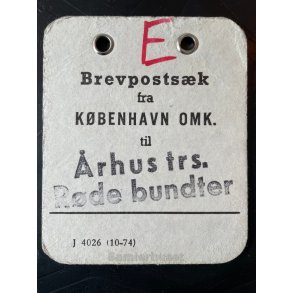 E
Brevpostsæk
fra
KØBENHAVN OMK.
til
Århus trs.
Røde bundter
J 4026 (10-74)